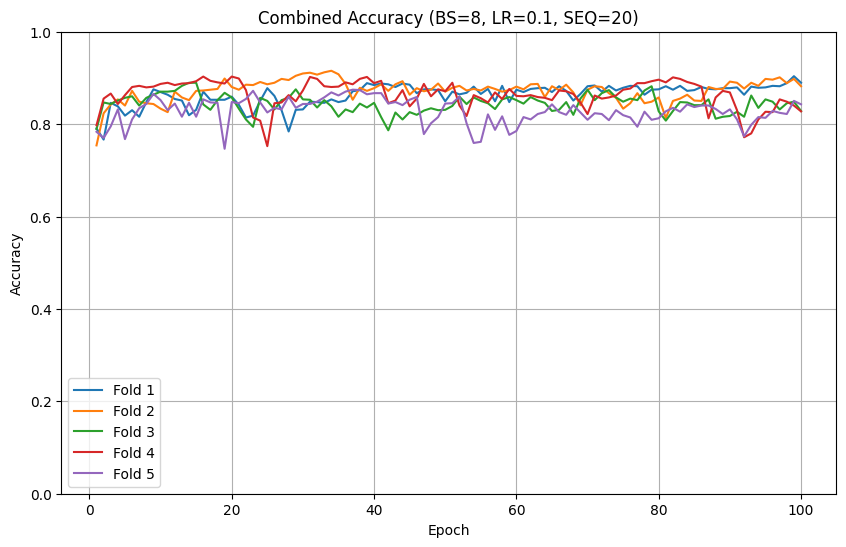 Combined Accuracy (BS=8, LR=0.1, SEQ=20)
1.0
0.8
0.6
0.4
0.2
0.0
Accuracy
Fold 1
Fold 2
Fold 3
Fold 4
Fold 5
0 20 40 60 80 100
Epoch